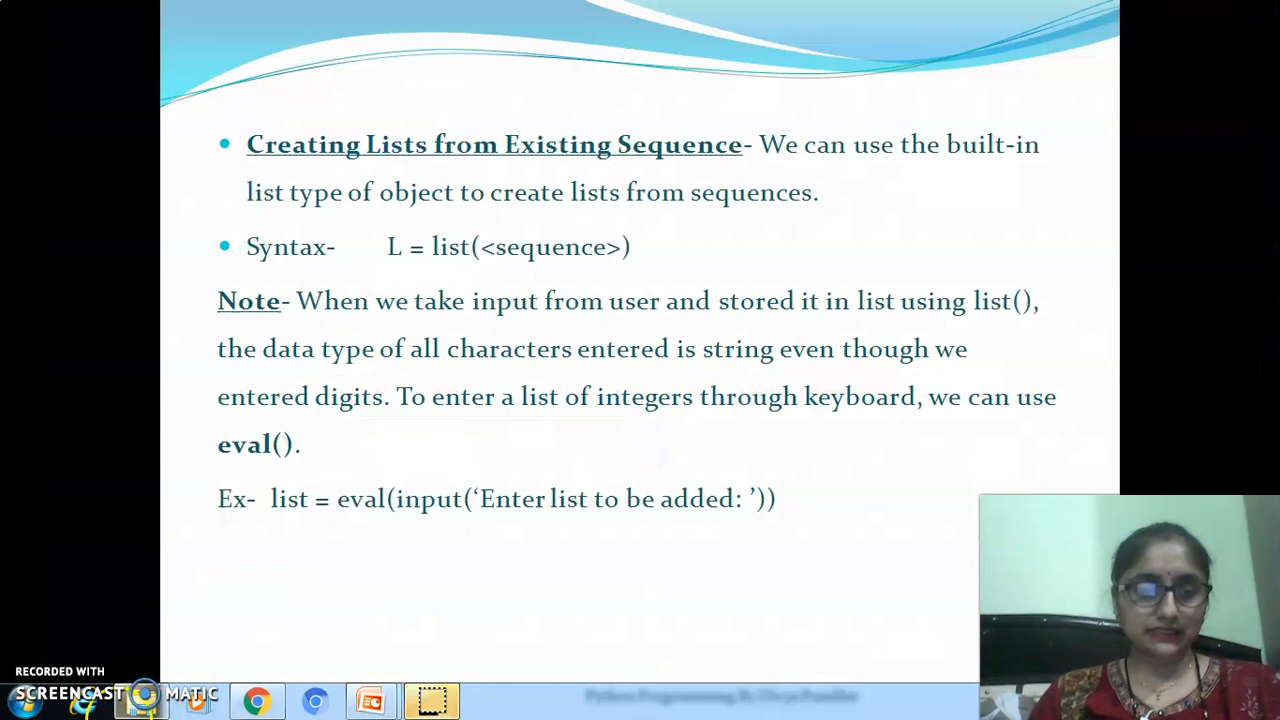 Creating Lists from Existing Sequence- We can use the built-in
list type of object to create lists from sequences.
Syntax- L = list(<sequence>)
Note- When we take input from user and stored it in list using list(),
the data type of all characters entered is string even though we
entered digits. To enter a list of integers through keyboard, we can use
eval().
Ex- list = eval(input(‘Enter list to be added: ’))
RECORDED WITH
SCREENCAST MATIC
Python Programming By